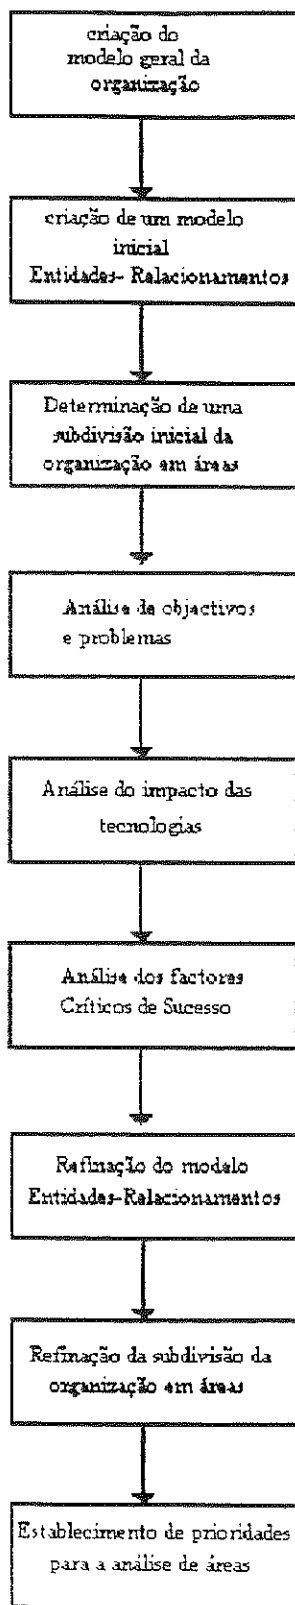 criação do
modelo geral da
organização
criação de um modelo
inicial
Entidades- Relacionamentos
Determinação de uma
subdivisão inicial da
organização em áreas
Análise de objectivos
e problemas
Análise do impacto das
tecnologias
Análise dos factores
Críticos de Sucesso
Refinação do modelo
Entidades-Relacionamentos
Refinação da subdivisão da
organização em áreas
Establecimento de prioridades
para a análise de áreas